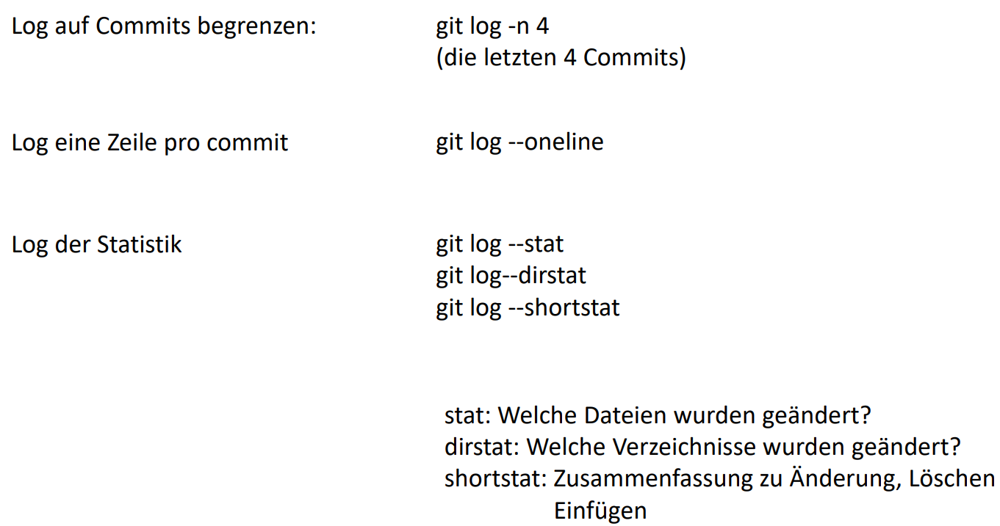 Log auf Commits begrenzen: git log -n 4
(die letzten 4 Commits)
Log eine Zeile pro commit git log --oneline
Log der Statistik git log --stat
git log--dirstat
git log --shortstat
stat: Welche Dateien wurden geändert?
dirstat: Welche Verzeichnisse wurden geändert?
shortstat: Zusammenfassung zu Änderung, Löschen
Einfügen